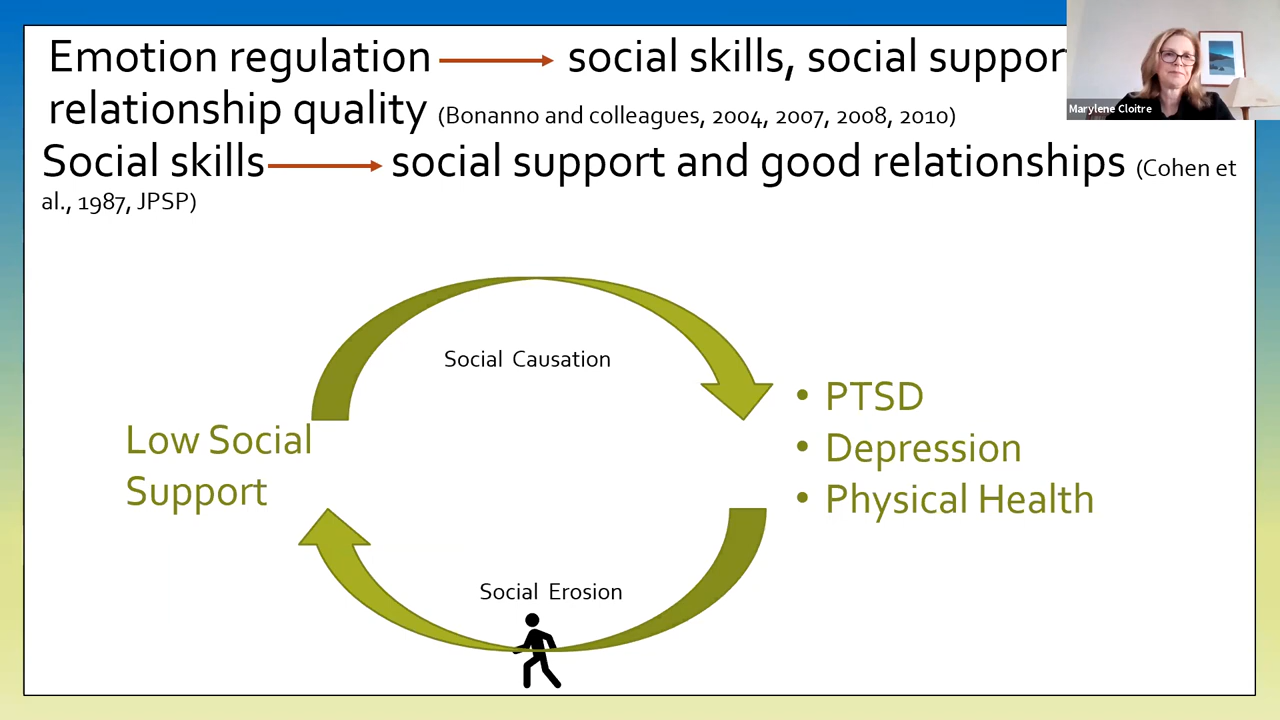 Emotion regulation social skills, social suppor
relationship quality (Bonanno and colleagues, 2004, 2007, 2008, 2010)
Social skills social support and good relationships (Cohen et
al., 1987, JPSP)
Marylene Cloitre
Social Causation
Low Social
Support
• PTSD
• Depression
• Physical Health
Social Erosion